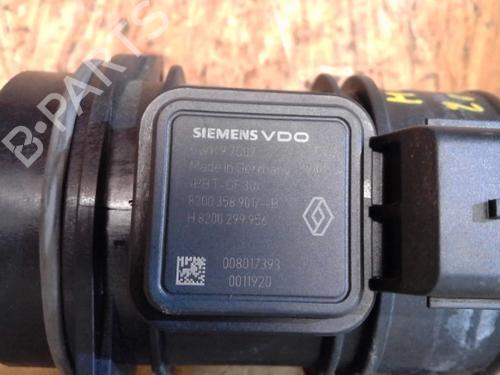 SIEMENS VDO
Made in Germany
>PBT-GF30<
8200 358 901/--B
H 8200 299 956
008017393
0011920
B-PARTS